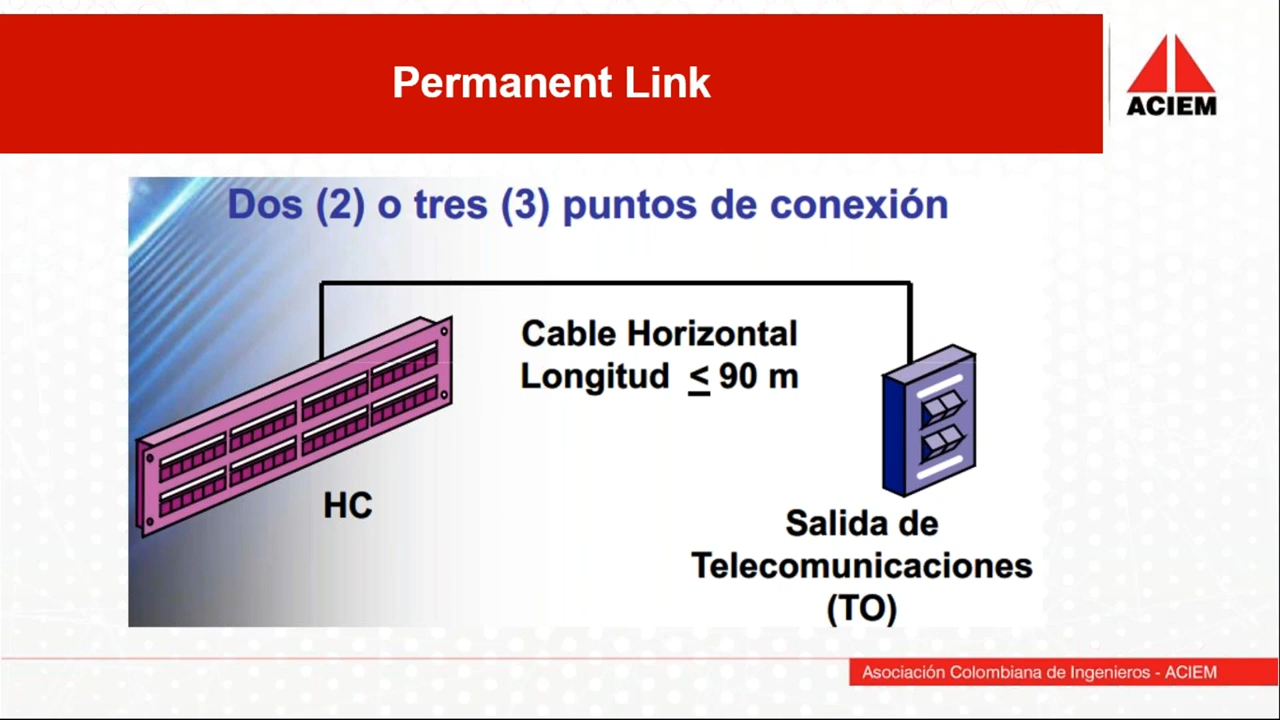 Permanent Link
ACIEM
Dos (2) o tres (3) puntos de conexión
Cable Horizontal
Longitud ≤ 90 m
HC
Salida de
Telecomunicaciones
(TO)
Asociación Colombiana de Ingenieros - ACIEM